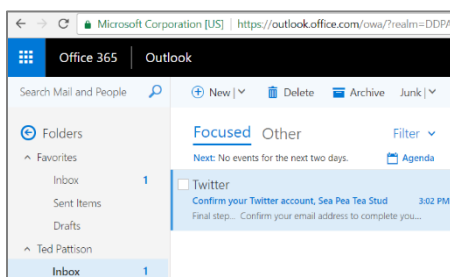 Microsoft Corporation [US] | https://outlook.office.com/owa/?realm=DDPA
Office 365 Outlook
Search Mail and People New | Delete Archive Junk |
Folders Focused Other Filter
Favorites Next: No events for the next two days. Agenda
Inbox 1 Twitter
Sent Items Confirm your Twitter account, Sea Pea Tea Stud 3:02 PM
Drafts Final step... Confirm your email address to complete you...
Ted Pattison
Inbox 1